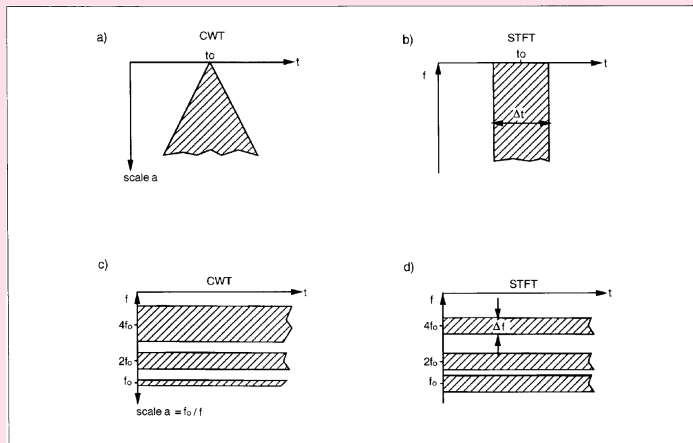 a) CWT
to
t
scale a
b) STFT
to
t
f
Δt
c) CWT
t
f
4fo
2fo
fo
scale a = fo / f
d) STFT
t
f
4fo
Δf
2fo
fo